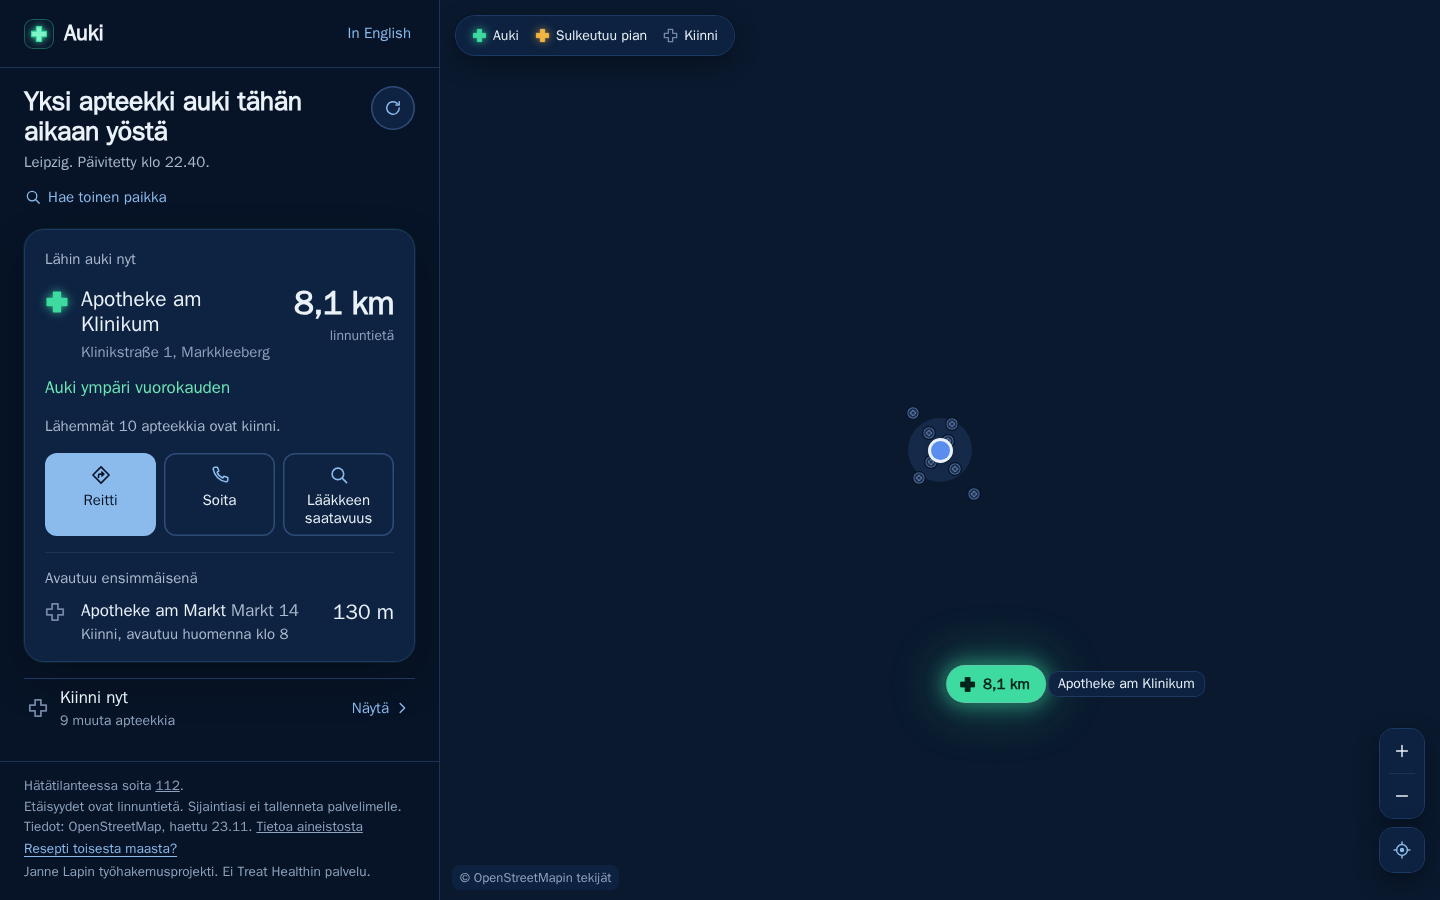 Auki
In English
Yksi apteekki auki tähän
aikaan yöstä
Leipzig. Päivitetty klo 22.40.
Hae toinen paikka
Lähin auki nyt
Apotheke am
Klinikum
8,1 km
linnuntietä
Klinikstraße 1, Markkleeberg
Auki ympäri vuorokauden
Lähemmät 10 apteekkia ovat kiinni.
Reitti
Soita
Lääkkeen
saatavuus
Avautuu ensimmäisenä
Apotheke am Markt Markt 14
130 m
Kiinni, avautuu huomenna klo 8
Kiinni nyt
9 muuta apteekkia
Näytä
Hätätilanteessa soita 112.
Etäisyydet ovat linnuntietä. Sijaintiasi ei tallenneta palvelimelle.
Tiedot: OpenStreetMap, haettu 23.11. Tietoa aineistosta
Resepti toisesta maasta?
Janne Lapin työhakemusprojekti. Ei Treat Healthin palvelu.
Auki
Sulkeutuu pian
Kiinni
8,1 km
Apotheke am Klinikum
© OpenStreetMapin tekijät